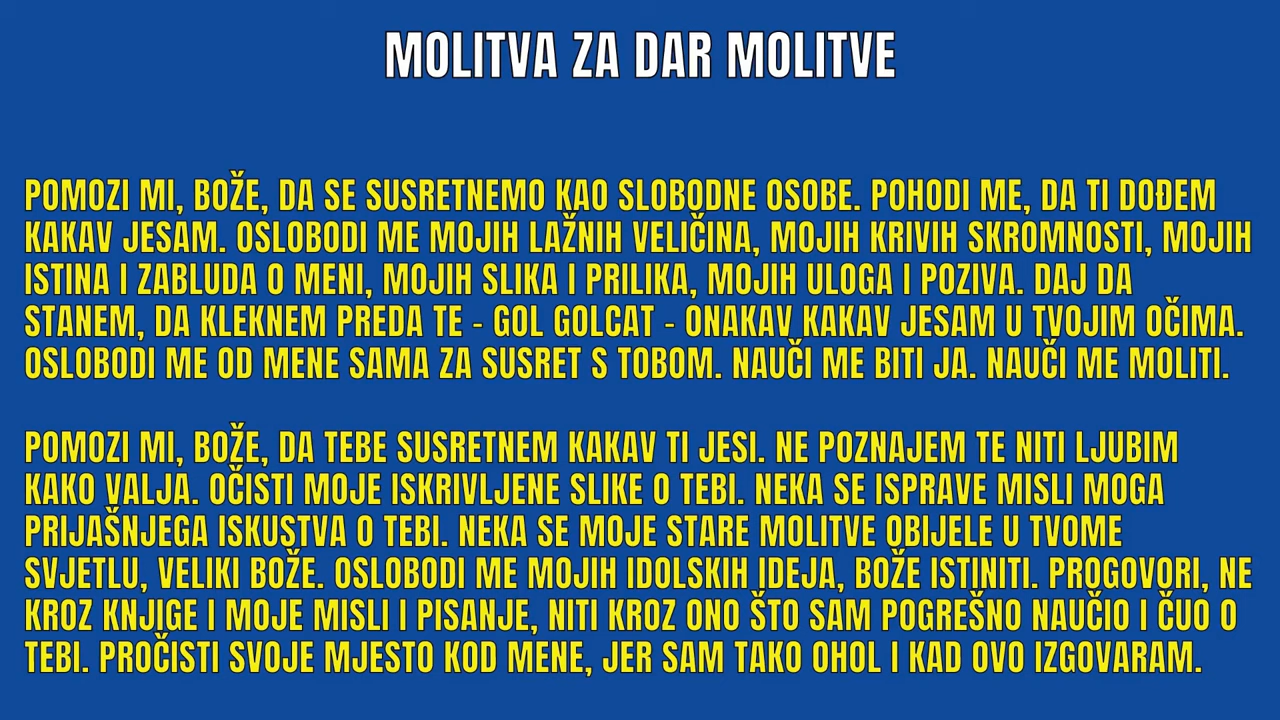 MOLITVA ZA DAR MOLITVE
POMOZI MI, BOŽE, DA SE SUSRETNEMO KAO SLOBODNE OSOBE. POHODI ME, DA TI DOĐEM
KAKAV JESAM. OSLOBODI ME MOJIH LAŽNIH VELIČINA, MOJIH KRIVIH SKROMNOSTI, MOJIH
ISTINA I ZABLUDA O MENI, MOJIH SLIKA I PRILIKA, MOJIH ULOGA I POZIVA. DAJ DA
STANEM, DA KLEKNEM PREDA TE - GOL GOLCAT - ONAKAV KAKAV JESAM U TVOJIM OČIMA.
OSLOBODI ME OD MENE SAMA ZA SUSRET S TOBOM. NAUČI ME BITI JA. NAUČI ME MOLITI.
POMOZI MI, BOŽE, DA TEBE SUSRETNEM KAKAV TI JESI. NE POZNAJEM TE NITI LJUBIM
KAKO VALJA. OČISTI MOJE ISKRIVLJENE SLIKE O TEBI. NEKA SE ISPRAVE MISLI MOGA
PRIJAŠNJEGA ISKUSTVA O TEBI. NEKA SE MOJE STARE MOLITVE OBIJELE U TVOME
SVJETLU, VELIKI BOŽE. OSLOBODI ME MOJIH IDOLSKIH IDEJA, BOŽE ISTINITI. PROGOVORI, NE
KROZ KNJIGE I MOJE MISLI I PISANJE, NITI KROZ ONO ŠTO SAM POGREŠNO NAUČIO I ČUO O
TEBI. PROČISTI SVOJE MJESTO KOD MENE, JER SAM TAKO OHOL I KAD OVO IZGOVARAM.